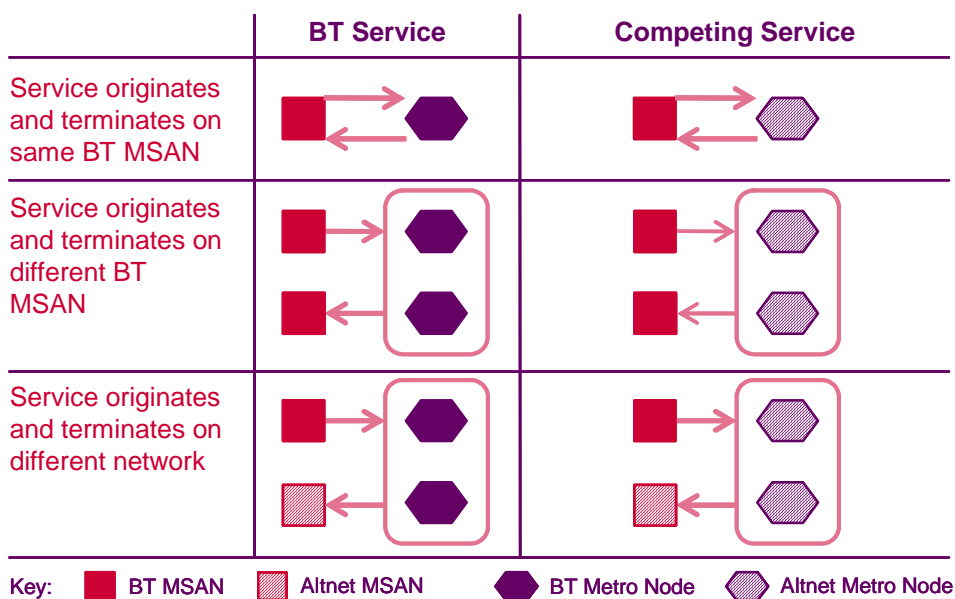 BT Service
Competing Service
Service originates
and terminates on
same BT MSAN
Service originates
and terminates on
different BT
MSAN
Service originates
and terminates on
different network
Key: BT MSAN Altnet MSAN BT Metro Node Altnet Metro Node